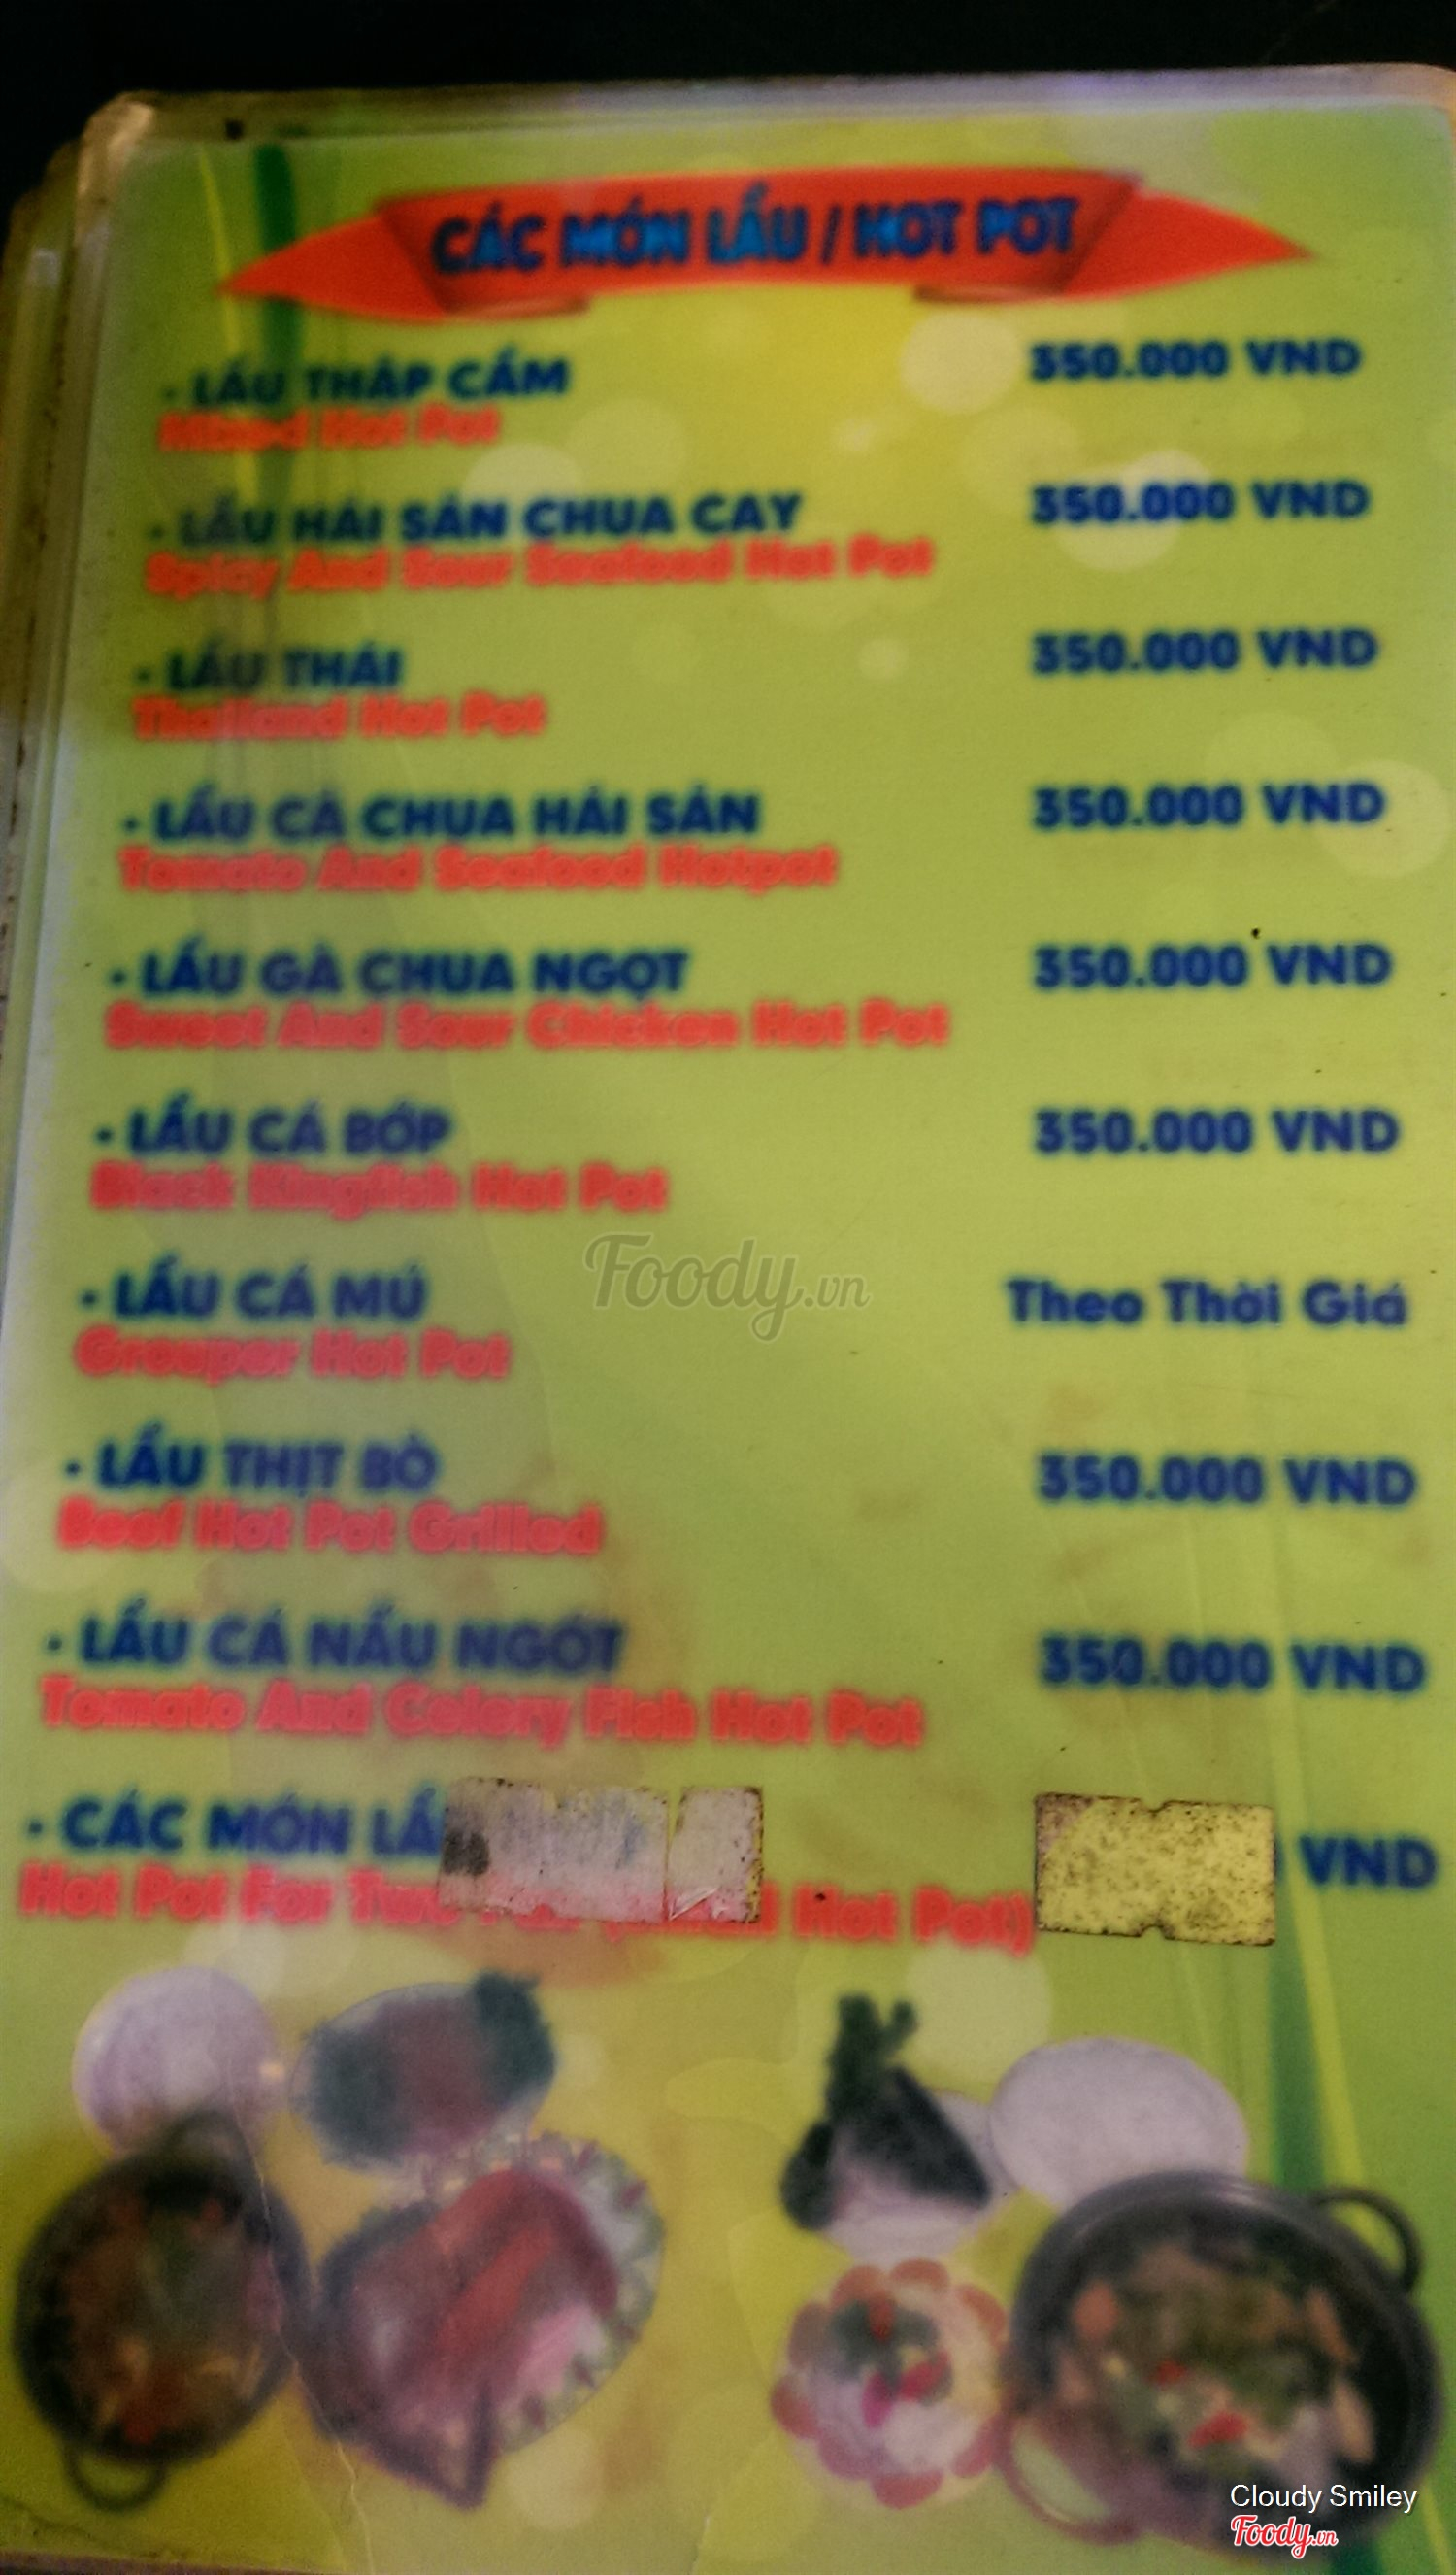 CÁC MÓN LẨU / HOT POT
- LẨU THẬP CẨM 350.000 VND
Mixed Hot Pot
- LẨU HẢI SẢN CHUA CAY 350.000 VND
Spicy And Sour Seafood Hot Pot
- LẨU THÁI 350.000 VND
Thailand Hot Pot
- LẨU CÀ CHUA HẢI SẢN 350.000 VND
Tomato And Seafood Hotpot
- LẨU GÀ CHUA NGỌT 350.000 VND
Sweet And Sour Chicken Hot Pot
- LẨU CÁ BỚP 350.000 VND
Black Kingfish Hot Pot
- LẨU CÁ MÚ Theo Thời Giá
Grouper Hot Pot
- LẨU THỊT BÒ 350.000 VND
Beef Hot Pot Grilled
- LẨU CÁ NẤU NGÓT 350.000 VND
Tomato And Celery Fish Hot Pot
- CÁC MÓN LẨ VND
Hot Pot For Two Hot Pot)
Foody.vn
Cloudy Smiley
Foody.vn